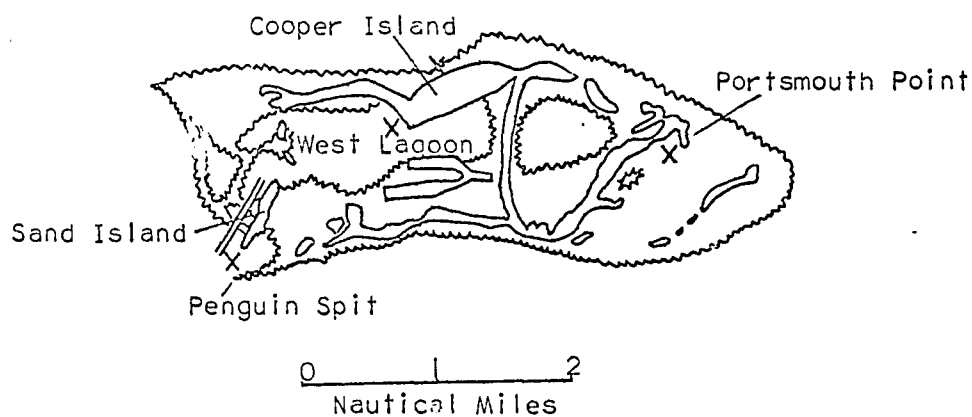 Cooper Island
Portsmouth Point
West Lagoon
Sand Island
Penguin Spit
0 1 2
Nautical Miles